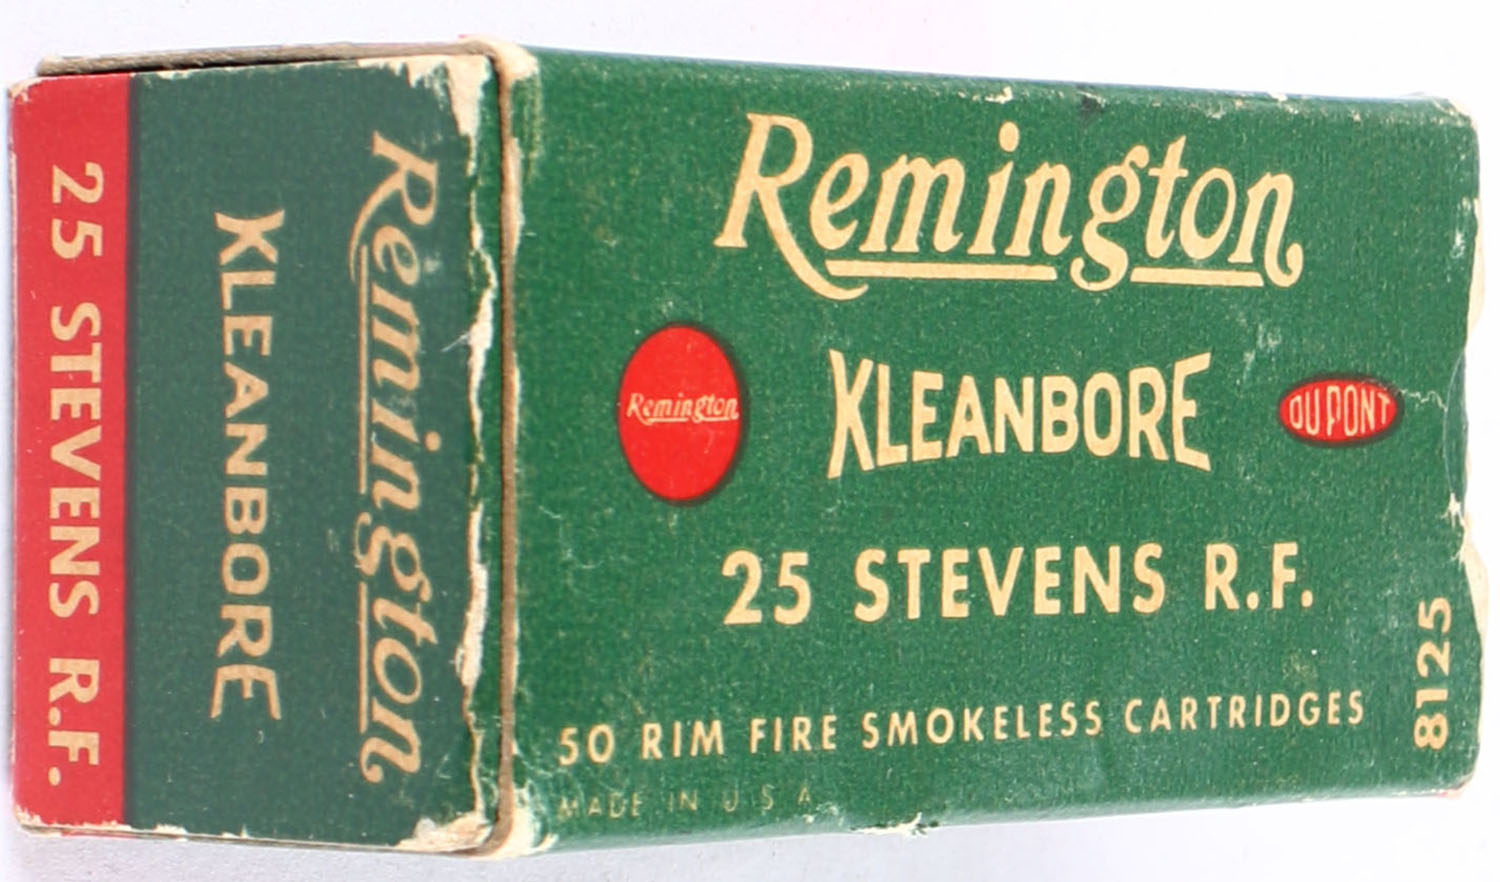 Remington
KLEANBORE
25 STEVENS R.F.
Remington
Remington
KLEANBORE
DU PONT
25 STEVENS R.F.
50 RIM FIRE SMOKELESS CARTRIDGES
MADE IN U S A
8125